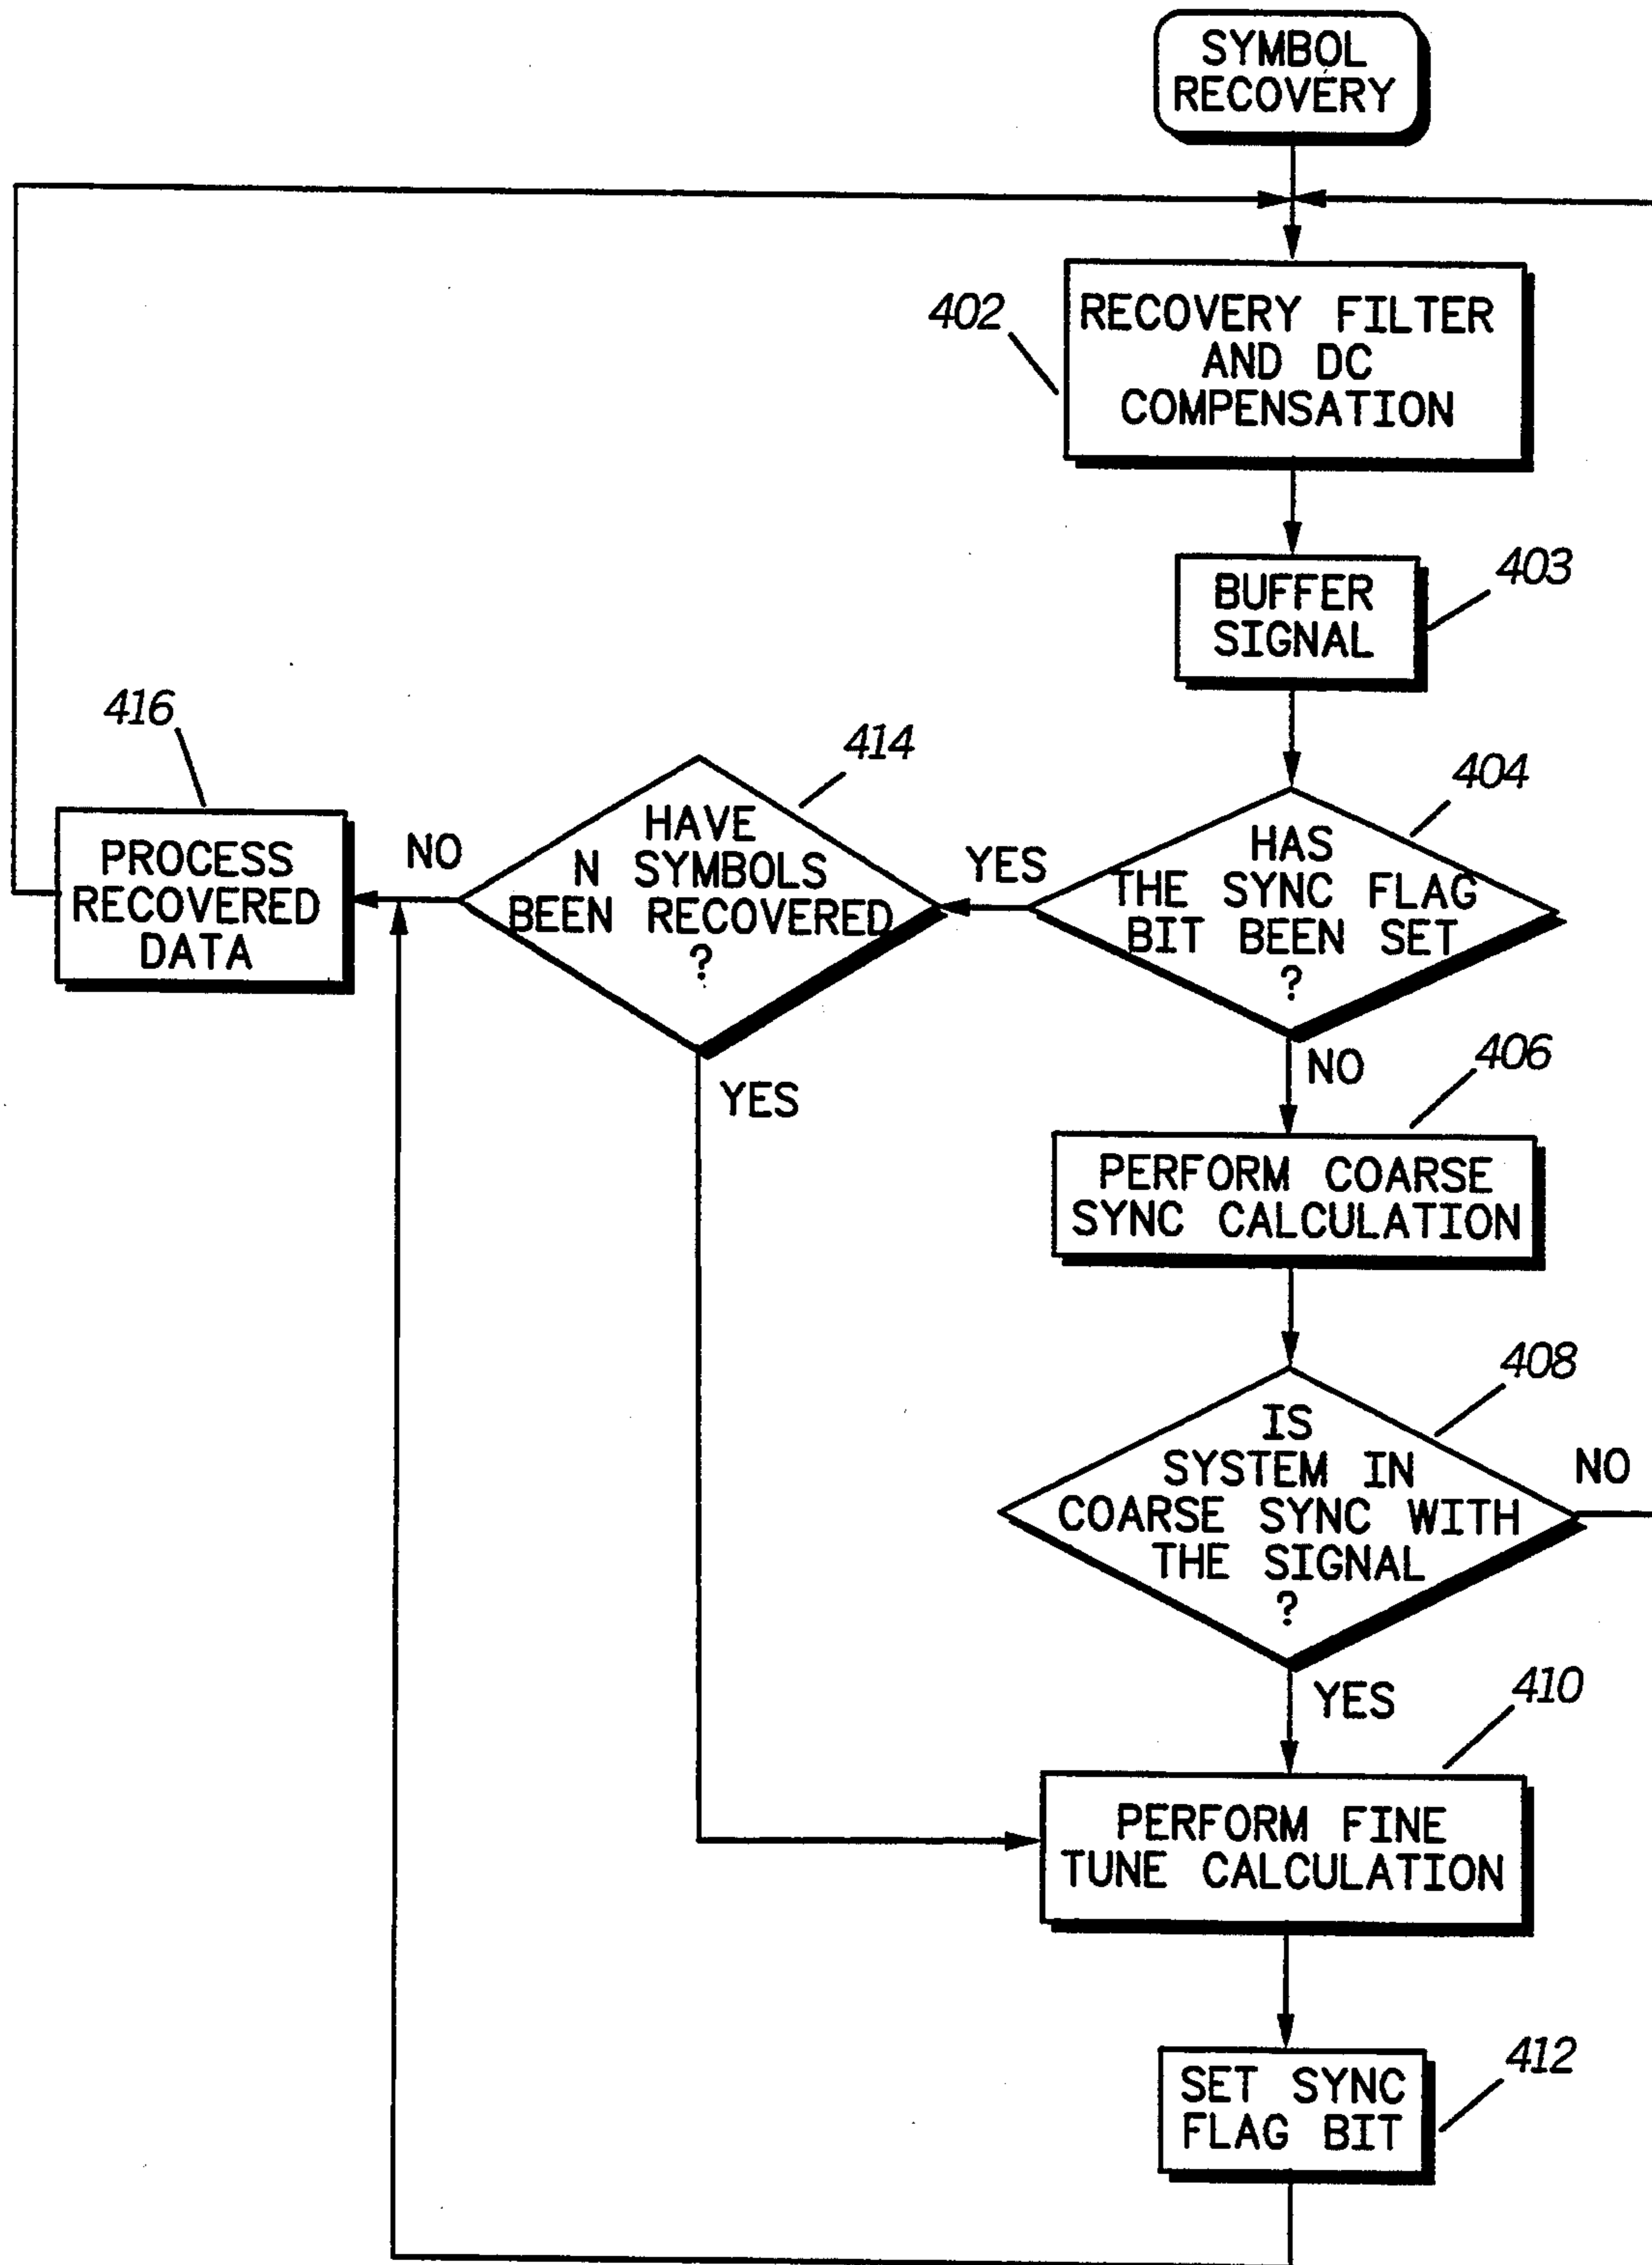 SYMBOL
RECOVERY
402
RECOVERY FILTER
AND DC
COMPENSATION
403
BUFFER
SIGNAL
404
HAS
THE SYNC FLAG
BIT BEEN SET
?
YES
NO
414
HAVE
N SYMBOLS
BEEN RECOVERED
?
NO
YES
416
PROCESS
RECOVERED
DATA
406
PERFORM COARSE
SYNC CALCULATION
408
IS
SYSTEM IN
COARSE SYNC WITH
THE SIGNAL
?
NO
YES
410
PERFORM FINE
TUNE CALCULATION
412
SET SYNC
FLAG BIT